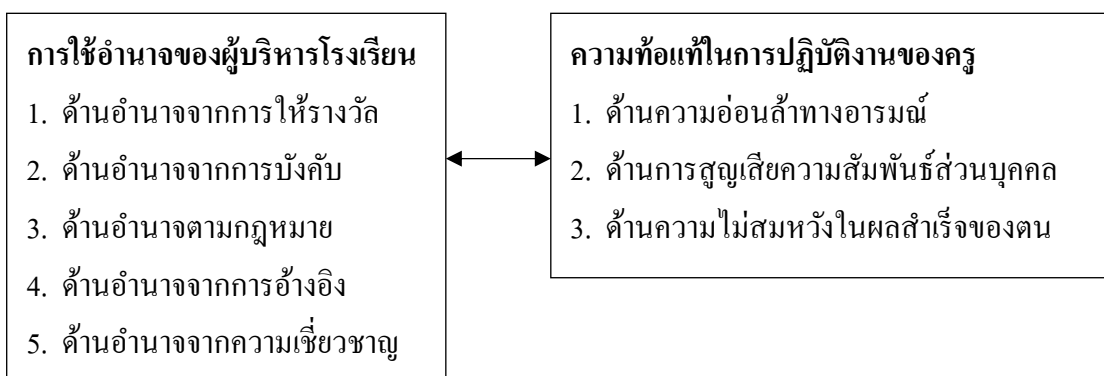 การใช้อำนาจของผู้บริหารโรงเรียน
1. ด้านอำนาจจากการให้รางวัล
2. ด้านอำนาจจากการบังคับ
3. ด้านอำนาจตามกฎหมาย
4. ด้านอำนาจจากการอ้างอิง
5. ด้านอำนาจจากความเชี่ยวชาญ
ความท้อแท้ในการปฏิบัติงานของครู
1. ด้านความอ่อนล้าทางอารมณ์
2. ด้านการสูญเสียความสัมพันธ์ส่วนบุคคล
3. ด้านความไม่สมหวังในผลสำเร็จของตน